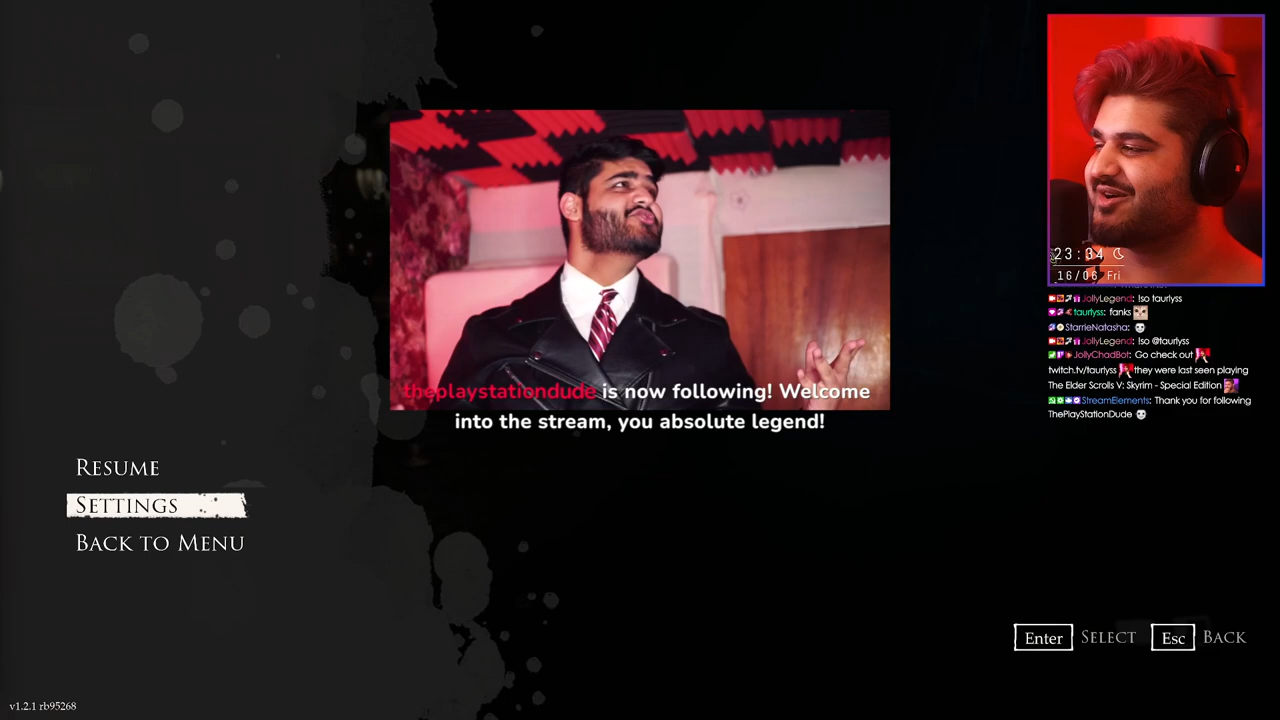 23:34
16/06 Fri
JollyLegend: !so taurlyss
taurlyss: fanks
StarrieNatasha:
JollyLegend: !so @taurlyss
JollyChadBot: Go check out
twitch.tv/taurlyss they were last seen playing
The Elder Scrolls V: Skyrim - Special Edition
StreamElements: Thank you for following
ThePlayStationDude
theplaystationdude is now following! Welcome
into the stream, you absolute legend!
RESUME
SETTINGS
BACK TO MENU
Enter SELECT Esc BACK
v1.2.1 rb95268